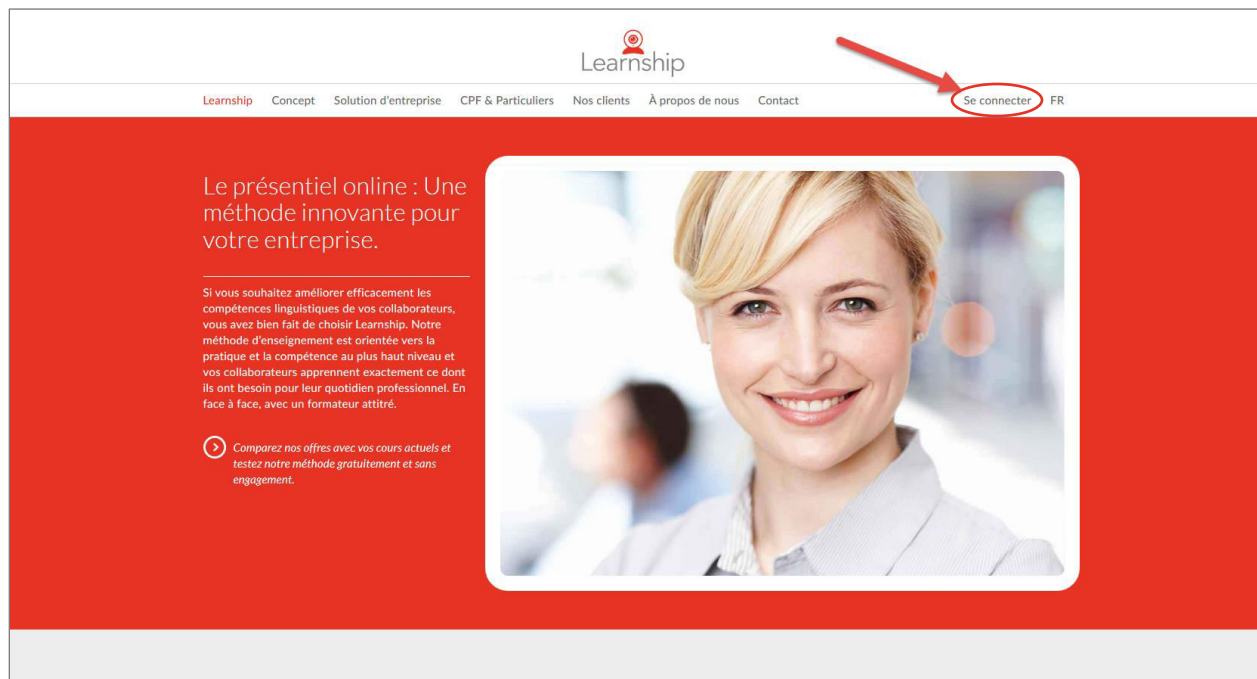 Learnship
Learnship Concept Solution d'entreprise CPF & Particuliers Nos clients À propos de nous Contact Se connecter FR
Le présentiel online : Une
méthode innovante pour
votre entreprise.
Si vous souhaitez améliorer efficacement les
compétences linguistiques de vos collaborateurs,
vous avez bien fait de choisir Learnship. Notre
méthode d'enseignement est orientée vers la
pratique et la compétence au plus haut niveau et
vos collaborateurs apprennent exactement ce dont
ils ont besoin pour leur quotidien professionnel. En
face à face, avec un formateur attitré.
Comparez nos offres avec vos cours actuels et
testez notre méthode gratuitement et sans
engagement.